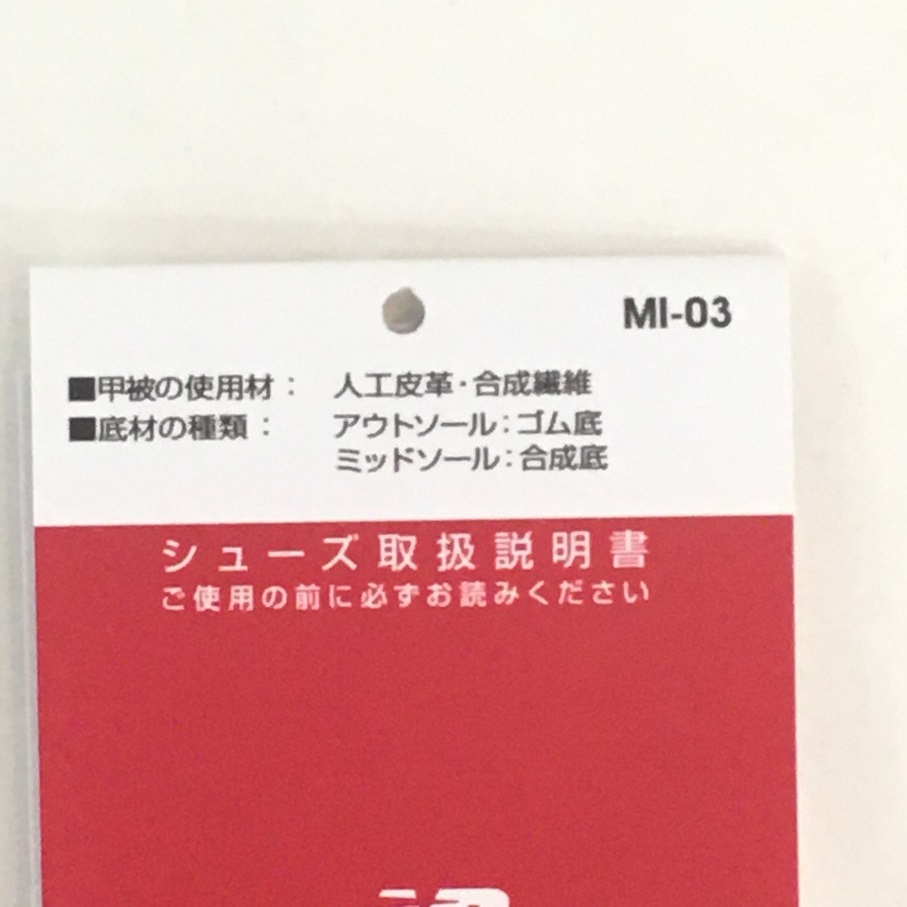 MI-03
■甲被の使用材： 人工皮革・合成繊維
■底材の種類： アウトソール：ゴム底
ミッドソール：合成底
シューズ取扱説明書
ご使用の前に必ずお読みください